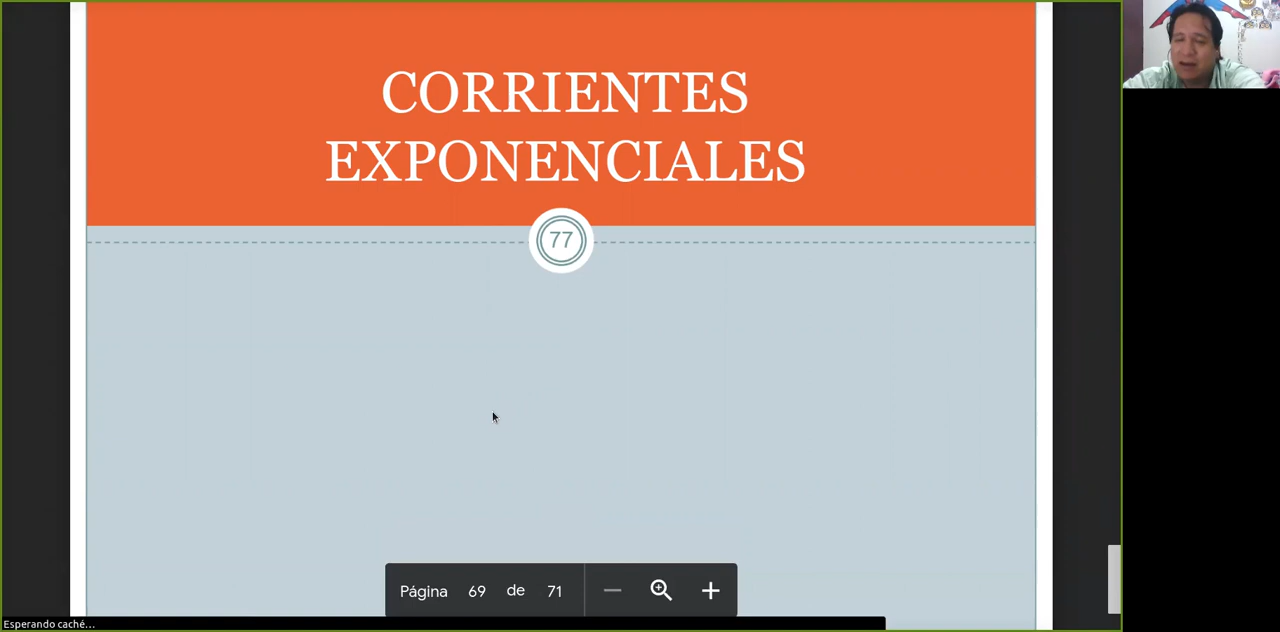 CORRIENTES
EXPONENCIALES
77
Página 69 de 71
Esperando caché...